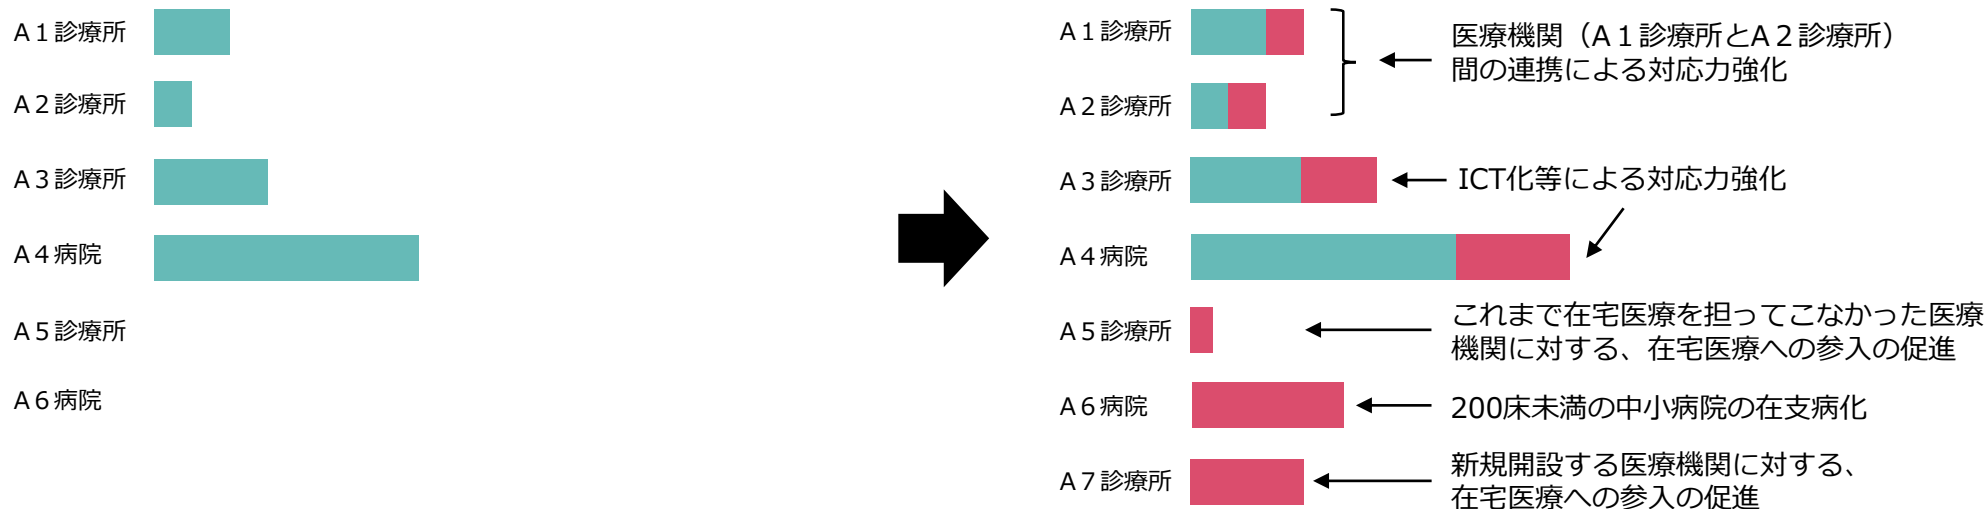 A1診療所
A2診療所
A3診療所
A4病院
A5診療所
A6病院
A1診療所
A2診療所
A3診療所
A4病院
A5診療所
A6病院
A7診療所
医療機関（A１診療所とA２診療所）
間の連携による対応力強化
ICT化等による対応力強化
これまで在宅医療を担ってこなかった医療
機関に対する、在宅医療への参入の促進
200床未満の中小病院の在支病化
新規開設する医療機関に対する、
在宅医療への参入の促進